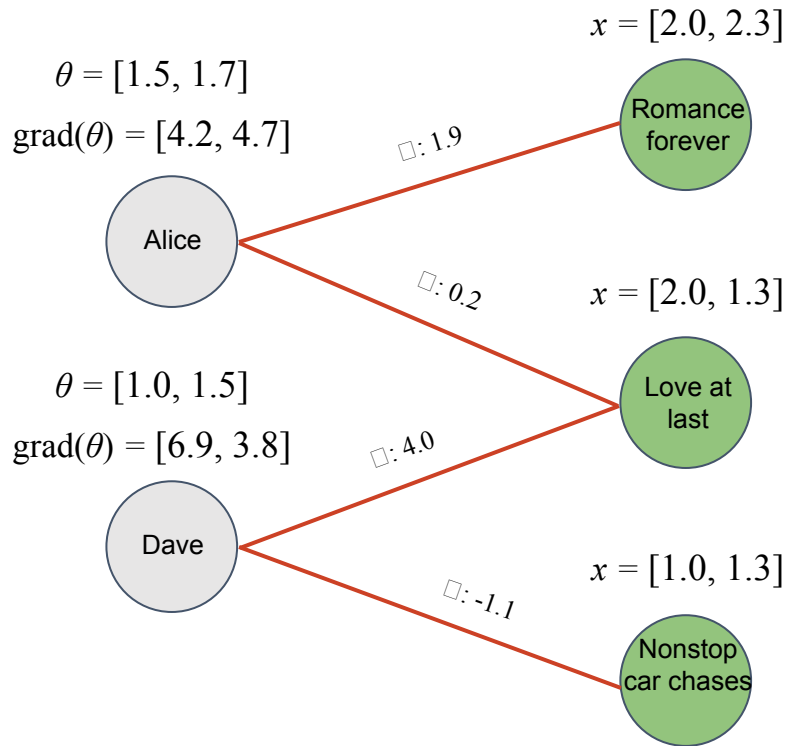 x = [2.0, 2.3]
θ = [1.5, 1.7]
grad(θ) = [4.2, 4.7]
Romance
forever
□: 1.9
Alice
□: 0.2
x = [2.0, 1.3]
θ = [1.0, 1.5]
grad(θ) = [6.9, 3.8]
Love at
last
□: 4.0
Dave
x = [1.0, 1.3]
□: -1.1
Nonstop
car chases